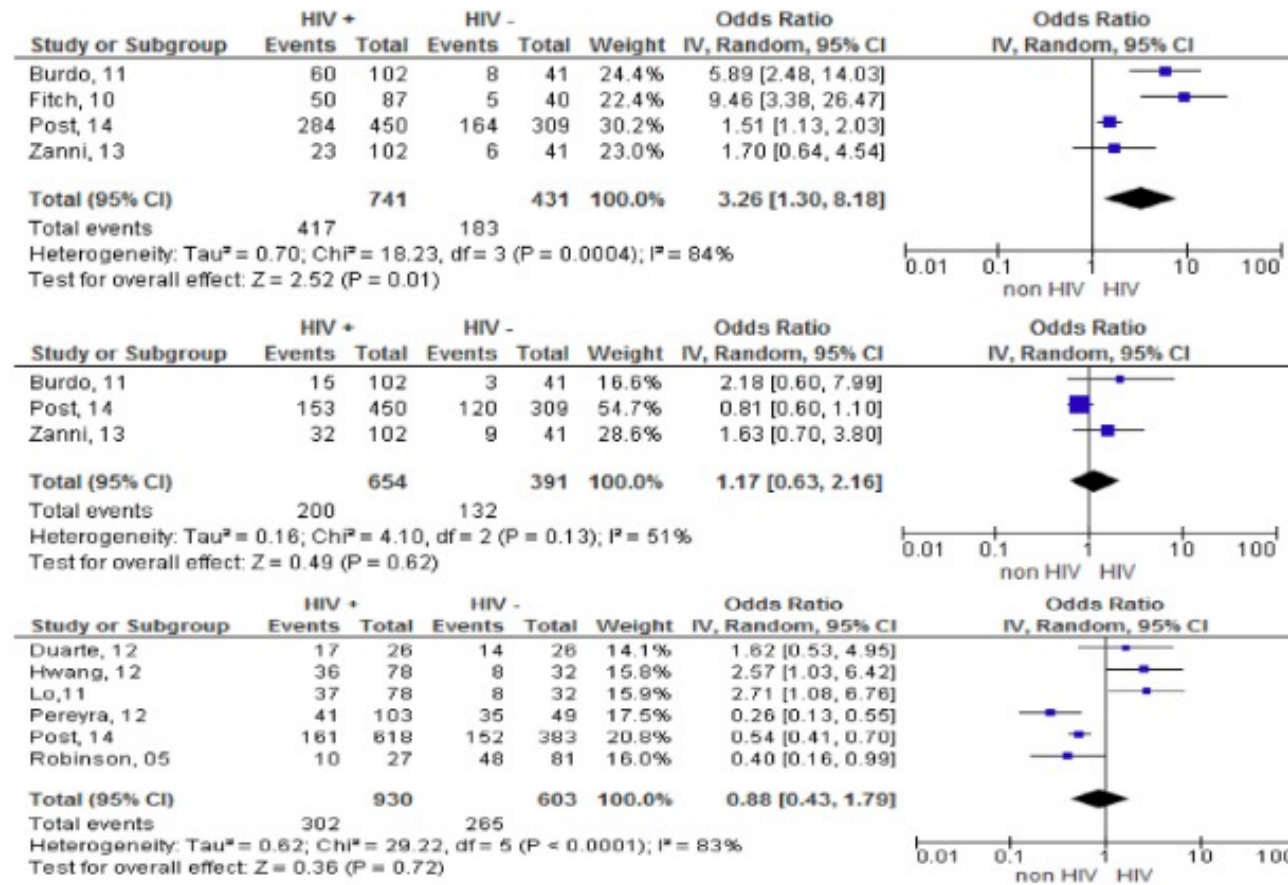 HIV + HIV - Odds Ratio Odds Ratio
Study or Subgroup Events Total Events Total Weight IV, Random, 95% CI IV, Random, 95% CI
Burdo, 11 60 102 8 41 24.4% 5.89 [2.48, 14.03]
Fitch, 10 50 87 5 40 22.4% 9.46 [3.38, 26.47]
Post, 14 284 450 164 309 30.2% 1.51 [1.13, 2.03]
Zanni, 13 23 102 6 41 23.0% 1.70 [0.64, 4.54]
Total (95% CI) 741 431 100.0% 3.26 [1.30, 8.18]
Total events 417 183
Heterogeneity: Tau² = 0.70; Chi² = 18.23, df = 3 (P = 0.0004); I² = 84%
Test for overall effect: Z = 2.52 (P = 0.01)
0.01 0.1 1 10 100
non HIV HIV
HIV + HIV - Odds Ratio Odds Ratio
Study or Subgroup Events Total Events Total Weight IV, Random, 95% CI IV, Random, 95% CI
Burdo, 11 15 102 3 41 16.6% 2.18 [0.60, 7.99]
Post, 14 153 450 120 309 54.7% 0.81 [0.60, 1.10]
Zanni, 13 32 102 9 41 28.6% 1.63 [0.70, 3.80]
Total (95% CI) 654 391 100.0% 1.17 [0.63, 2.16]
Total events 200 132
Heterogeneity: Tau² = 0.16; Chi² = 4.10, df = 2 (P = 0.13); I² = 51%
Test for overall effect: Z = 0.49 (P = 0.62)
0.01 0.1 1 10 100
non HIV HIV
HIV + HIV - Odds Ratio Odds Ratio
Study or Subgroup Events Total Events Total Weight IV, Random, 95% CI IV, Random, 95% CI
Duarte, 12 17 26 14 26 14.1% 1.62 [0.53, 4.95]
Hwang, 12 36 78 8 32 15.8% 2.57 [1.03, 6.42]
Lo,11 37 78 8 32 15.9% 2.71 [1.08, 6.76]
Pereyra, 12 41 103 35 49 17.5% 0.26 [0.13, 0.55]
Post, 14 161 618 152 383 20.8% 0.54 [0.41, 0.70]
Robinson, 05 10 27 48 81 16.0% 0.40 [0.16, 0.99]
Total (95% CI) 930 603 100.0% 0.88 [0.43, 1.79]
Total events 302 265
Heterogeneity: Tau² = 0.62; Chi² = 29.22, df = 5 (P < 0.0001); I² = 83%
Test for overall effect: Z = 0.36 (P = 0.72)
0.01 0.1 1 10 100
non HIV HIV